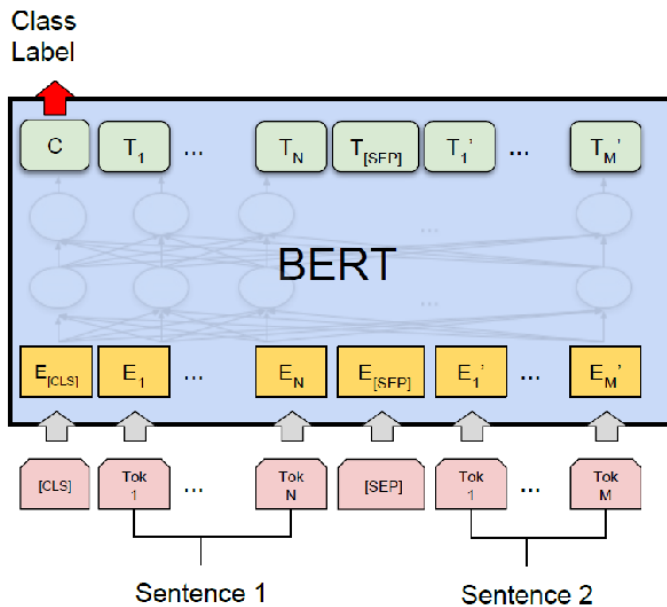 Class
Label
C T1 ... TN T[SEP] T1' ... TM'
...
BERT
...
E[CLS] E1 ... EN E[SEP] E1' ... EM'
[CLS] Tok 1 ... Tok N [SEP] Tok 1 ... Tok M
Sentence 1 Sentence 2